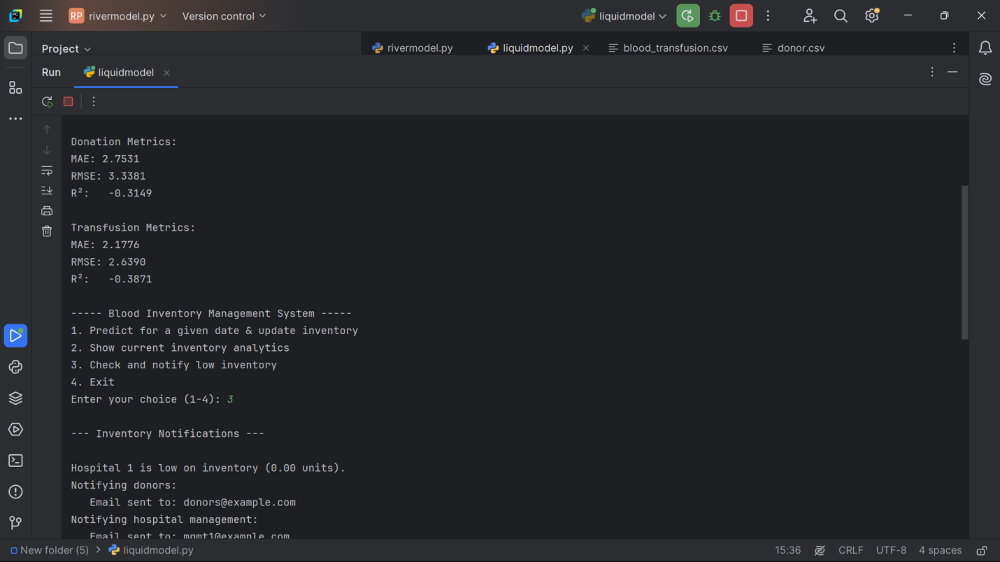 PC
RP rivermodel.py
Version control
liquidmodel
Project
rivermodel.py
liquidmodel.py
blood_transfusion.csv
donor.csv
Run
liquidmodel
Donation Metrics:
MAE: 2.7531
RMSE: 3.3381
R²:   -0.3149
Transfusion Metrics:
MAE: 2.1776
RMSE: 2.6390
R²:   -0.3871
----- Blood Inventory Management System -----
1. Predict for a given date & update inventory
2. Show current inventory analytics
3. Check and notify low inventory
4. Exit
Enter your choice (1-4): 3
--- Inventory Notifications ---
Hospital 1 is low on inventory (0.00 units).
Notifying donors:
   Email sent to: donors@example.com
Notifying hospital management:
   Email sent to: mgmt1@example.com
New folder (5) > liquidmodel.py
15:36
CRLF
UTF-8
4 spaces